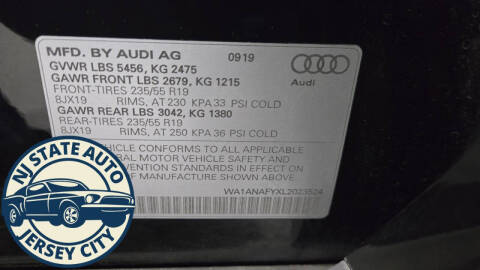 MFD. BY AUDI AG 0919
GVWR LBS 5456, KG 2475
GAWR FRONT LBS 2679, KG 1215
FRONT-TIRES 235/55 R19
8JX19 RIMS, AT 230 KPA 33 PSI COLD
GAWR REAR LBS 3042, KG 1380
REAR-TIRES 235/55 R19
8JX19 RIMS, AT 250 KPA 36 PSI COLD
VEHICLE CONFORMS TO ALL APPLICABLE
MOTOR VEHICLE SAFETY
PREVENTION STANDARDS IN EFFECT
OF MANUFACTURE SHOWN
WA1ANAFYXL2023524
Audi
NJ STATE AUTO
JERSEY CITY